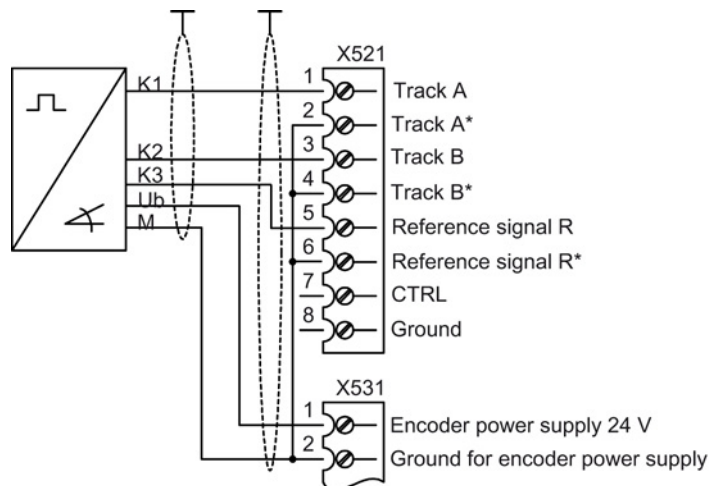 X521
K1
1 Track A
2 Track A*
K2
3 Track B
K3
4 Track B*
Ub
5 Reference signal R
M
6 Reference signal R*
7 CTRL
8 Ground
X531
1 Encoder power supply 24 V
2 Ground for encoder power supply